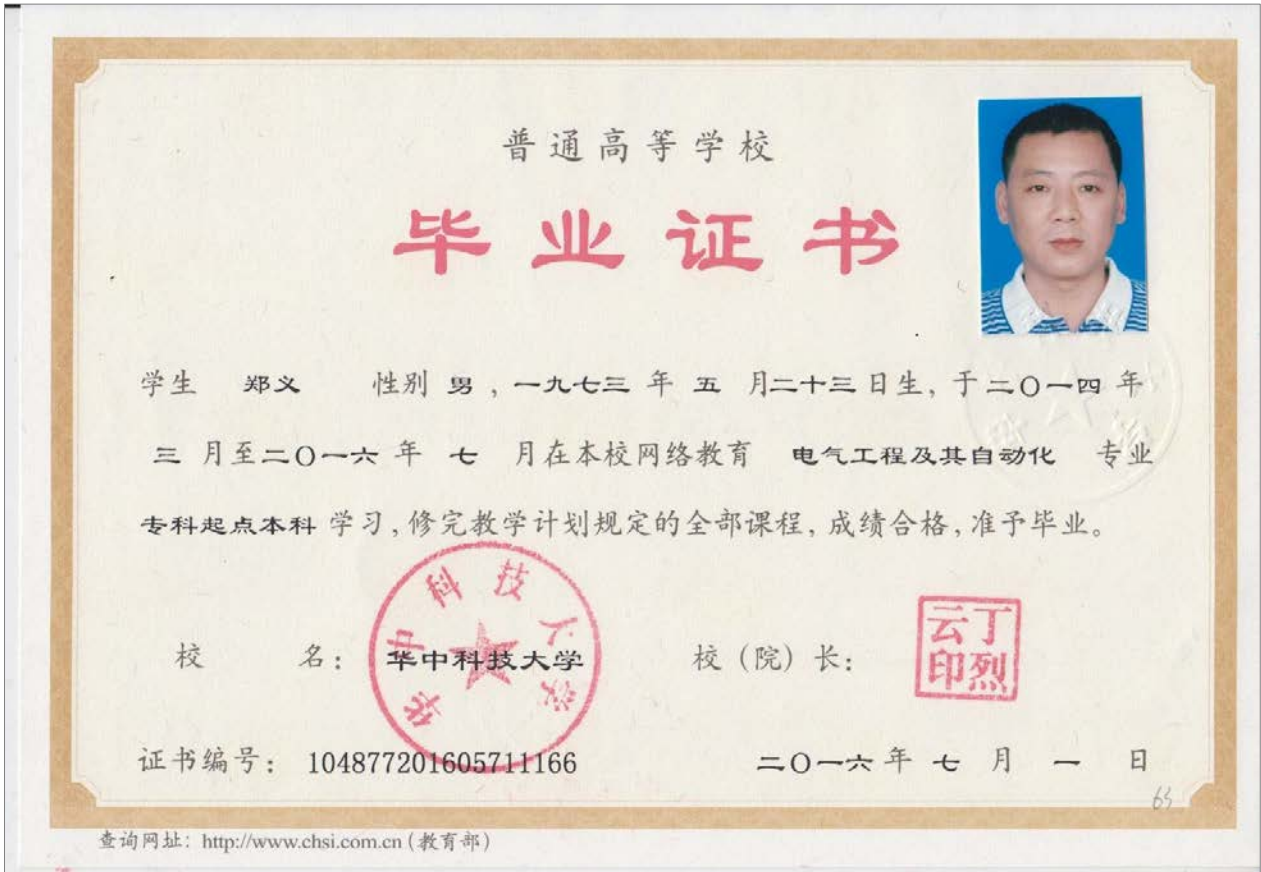 普通高等学校
毕业证书
学生 郑义 性别 男，一九七三 年 五 月二十三日生，于二〇一四 年
三 月至二〇一六 年 七 月在本校网络教育 电气工程及其自动化 专业
专科起点本科 学习，修完教学计划规定的全部课程，成绩合格，准予毕业。
华中科技大学
校 名： 华中科技大学 校（院）长：
丁烈云印
证书编号： 104877201605711166 二〇一六 年 七 月 一 日
65
查询网址：http://www.chsi.com.cn（教育部）